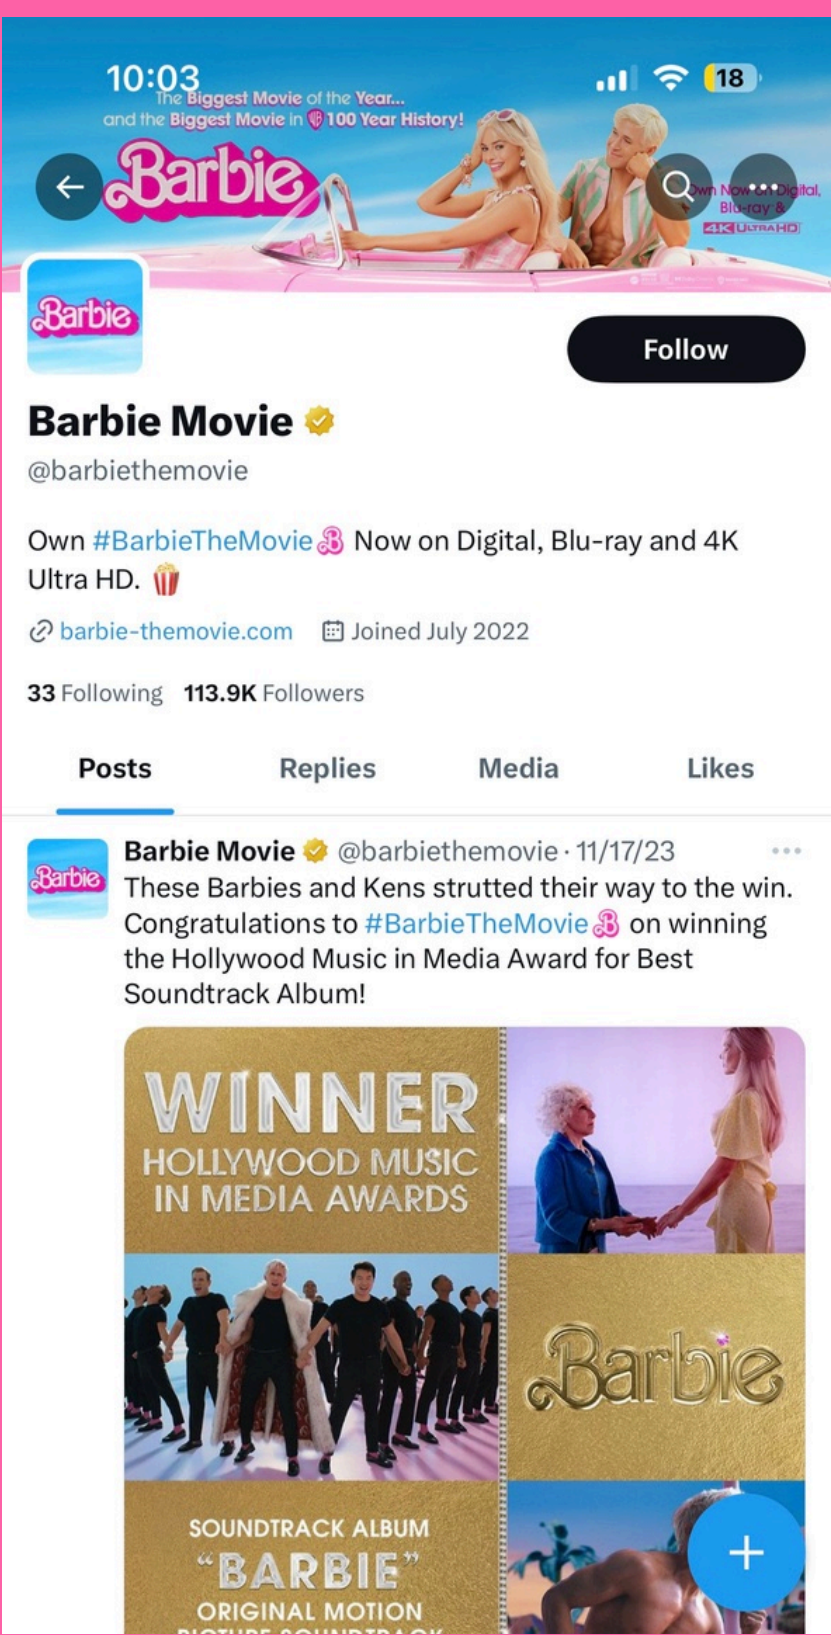 10:03
18
The Biggest Movie of the Year...
and the Biggest Movie in WB 100 Year History!
Barbie
Own Now on Digital,
Blu-ray &
4K ULTRA HD
Barbie
Follow
Barbie Movie
@barbiethemovie
Own #BarbieTheMovie B Now on Digital, Blu-ray and 4K
Ultra HD. 🍿
barbie-themovie.com Joined July 2022
33 Following 113.9K Followers
Posts Replies Media Likes
Barbie
Barbie Movie @barbiethemovie · 11/17/23
These Barbies and Kens strutted their way to the win.
Congratulations to #BarbieTheMovie B on winning
the Hollywood Music in Media Award for Best
Soundtrack Album!
WINNER
HOLLYWOOD MUSIC
IN MEDIA AWARDS
Barbie
SOUNDTRACK ALBUM
“BARBIE”
ORIGINAL MOTION
PICTURE SOUNDTRACK